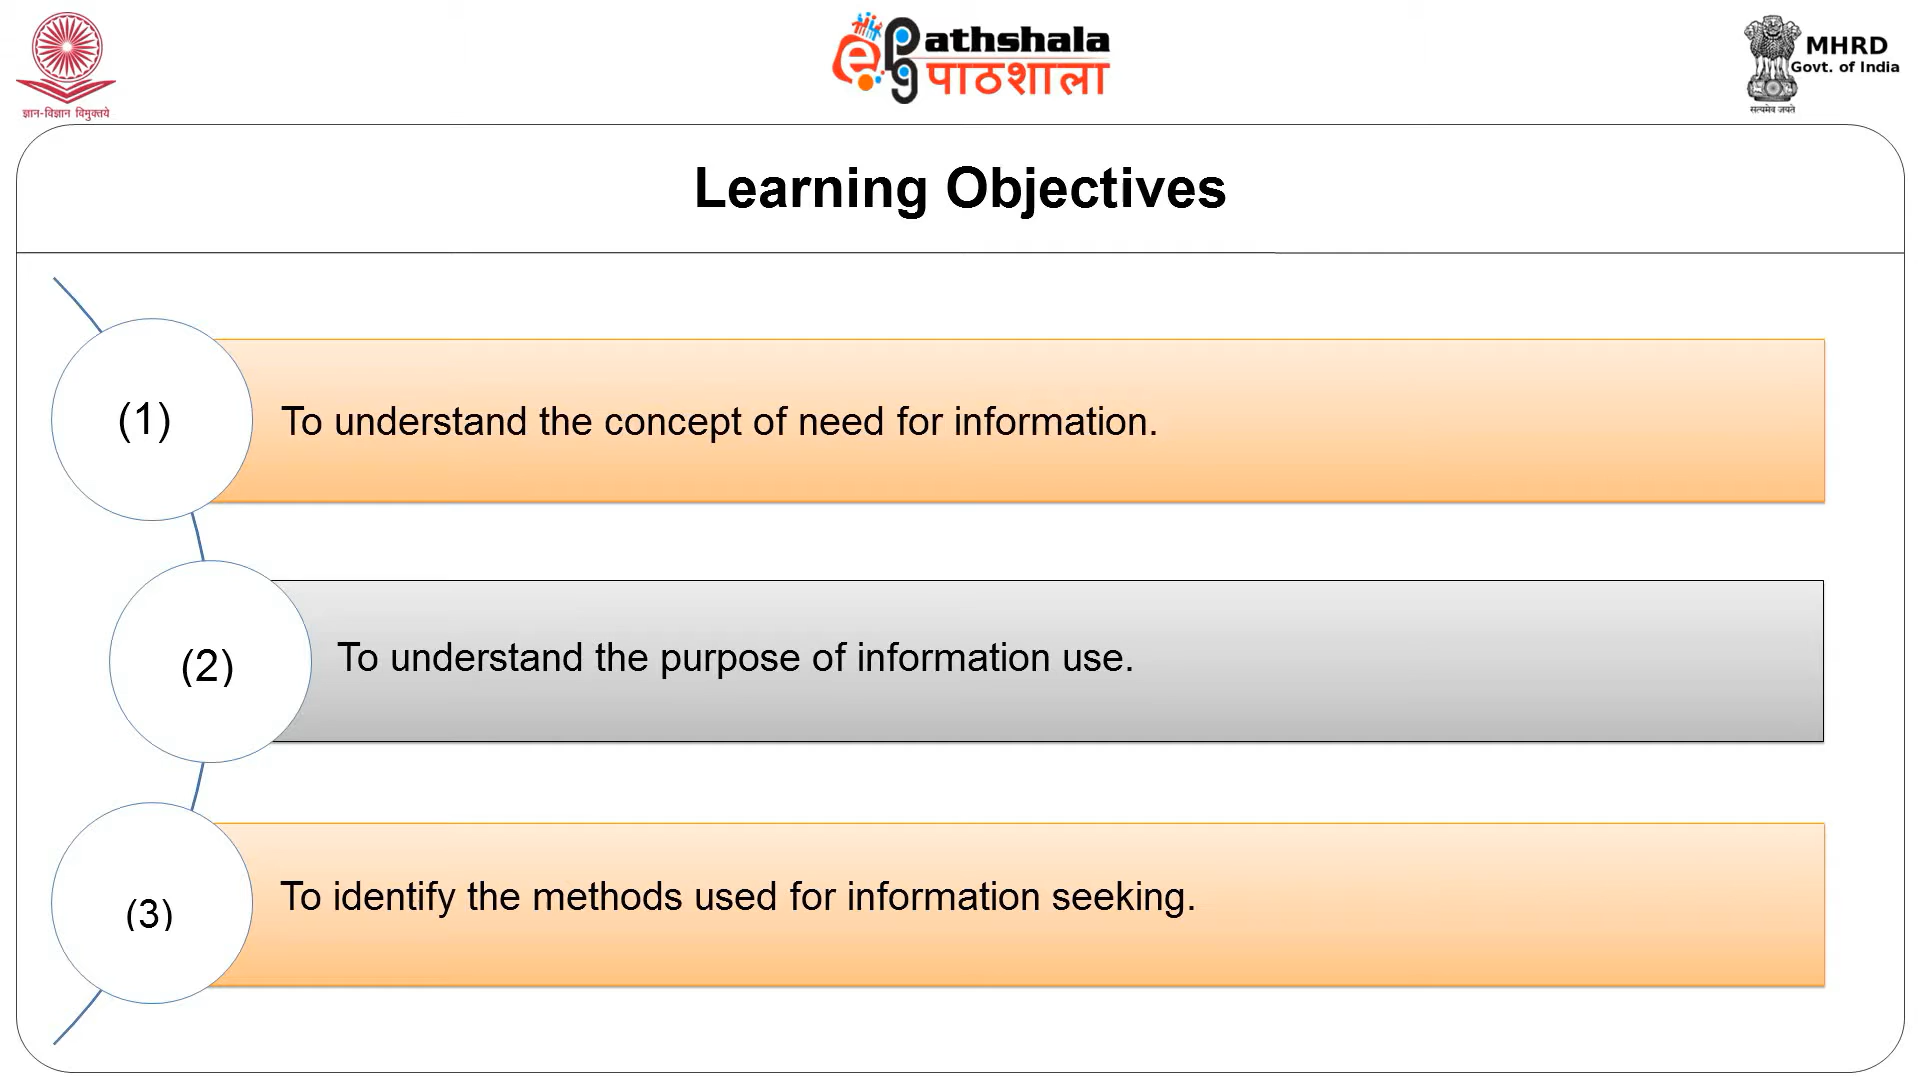 ज्ञान-विज्ञान विमुक्तये
e Pg athshala
पाठशाला
MHRD
Govt. of India
सत्यमेव जयते
Learning Objectives
(1)
To understand the concept of need for information.
(2)
To understand the purpose of information use.
(3)
To identify the methods used for information seeking.